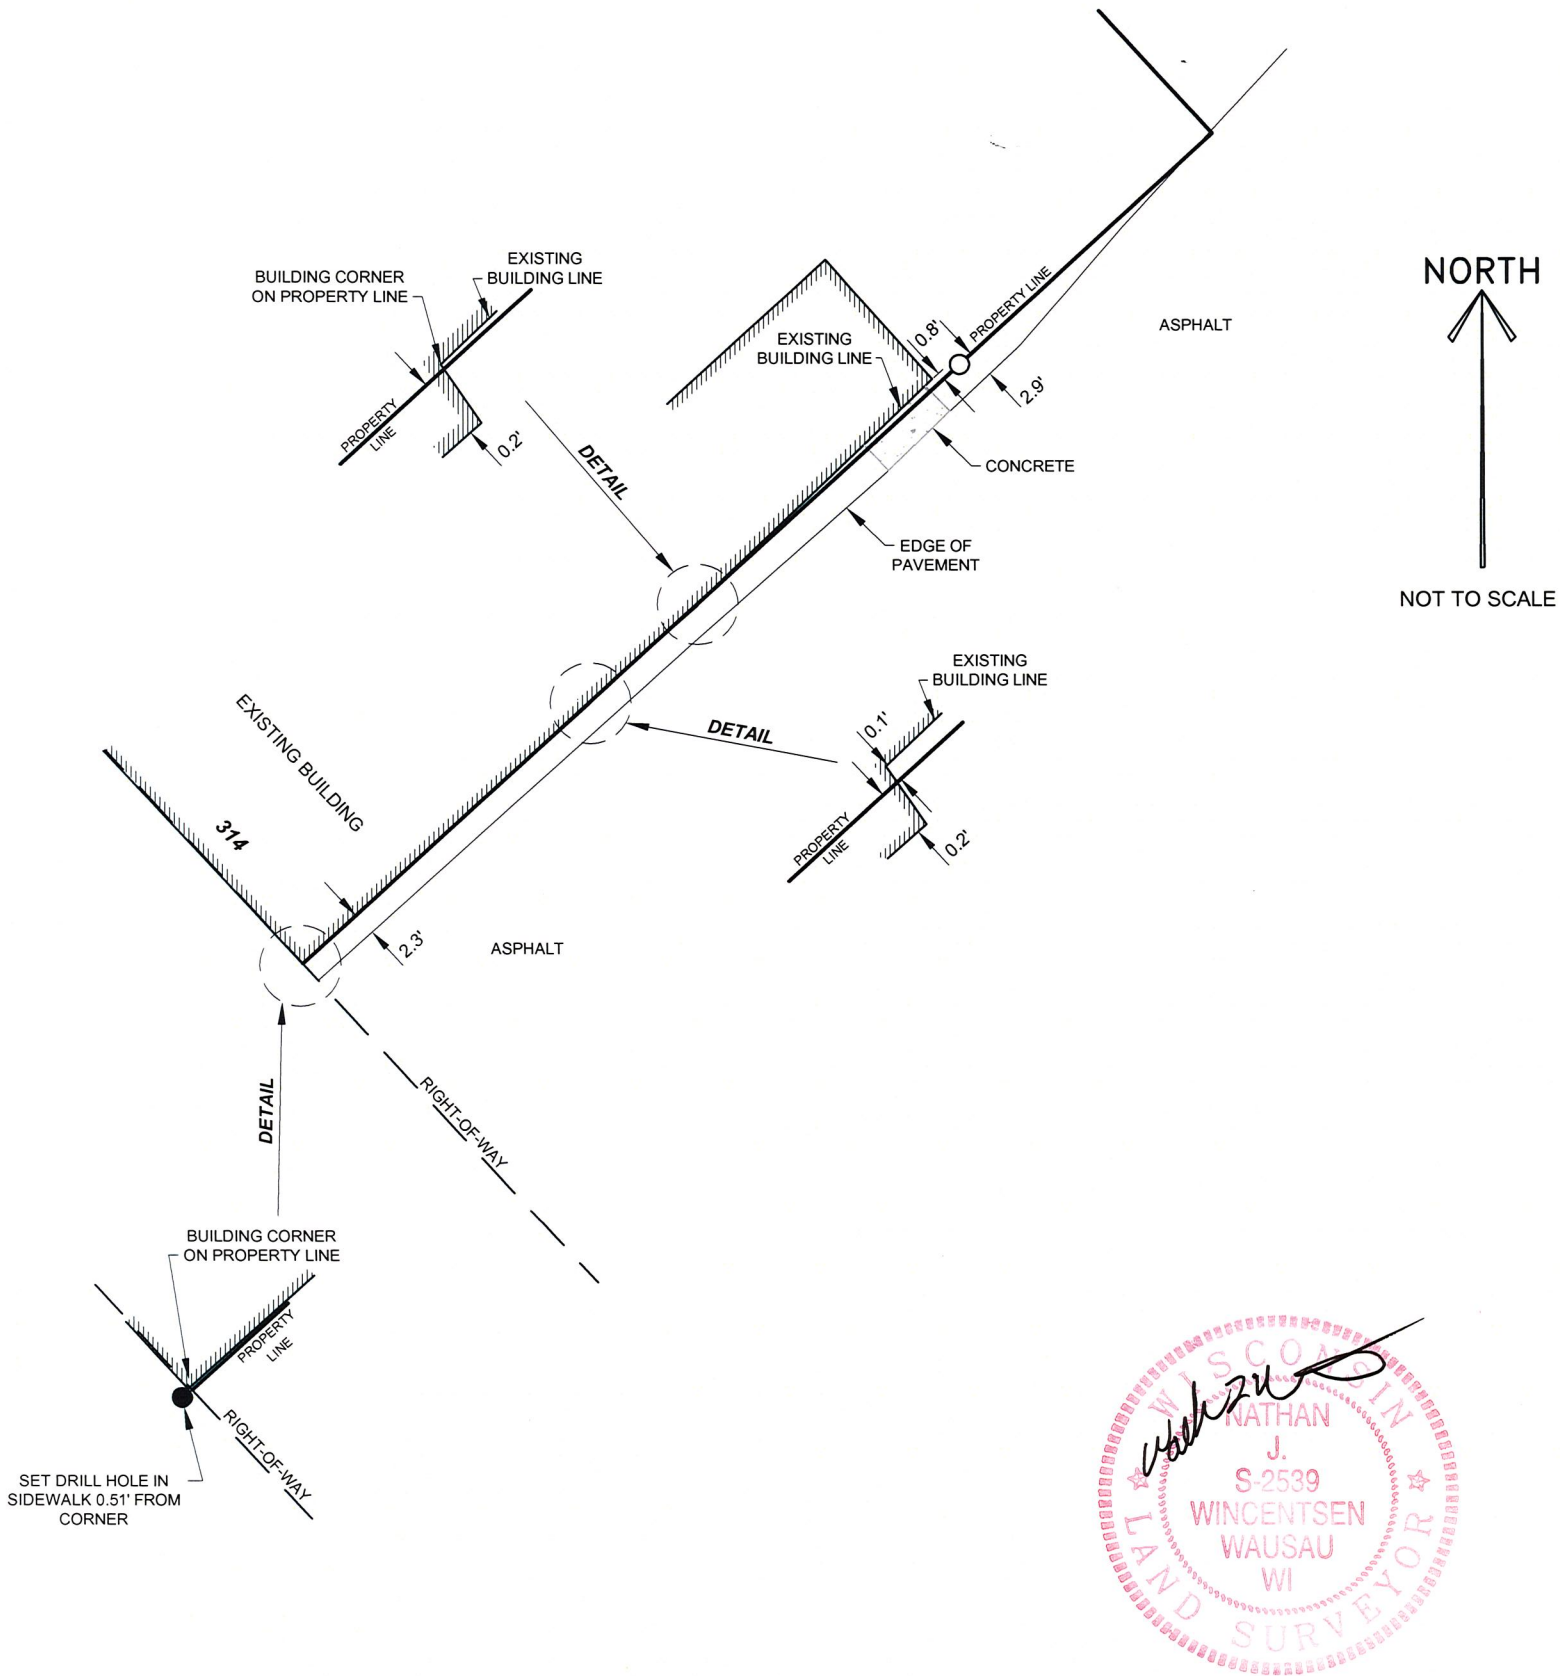 NORTH
NOT TO SCALE
EXISTING
BUILDING LINE
BUILDING CORNER
ON PROPERTY LINE
PROPERTY
LINE
0.2'
DETAIL
EXISTING
BUILDING LINE
0.8'
PROPERTY LINE
2.9'
ASPHALT
CONCRETE
EDGE OF
PAVEMENT
EXISTING
BUILDING LINE
0.1'
PROPERTY
LINE
0.2'
DETAIL
EXISTING BUILDING
314
2.3'
ASPHALT
DETAIL
RIGHT-OF-WAY
BUILDING CORNER
ON PROPERTY LINE
PROPERTY
LINE
RIGHT-OF-WAY
SET DRILL HOLE IN
SIDEWALK 0.51' FROM
CORNER
WISCONSIN
NATHAN
J.
S-2539
WINCENTSEN
WAUSAU
WI
LAND SURVEYOR